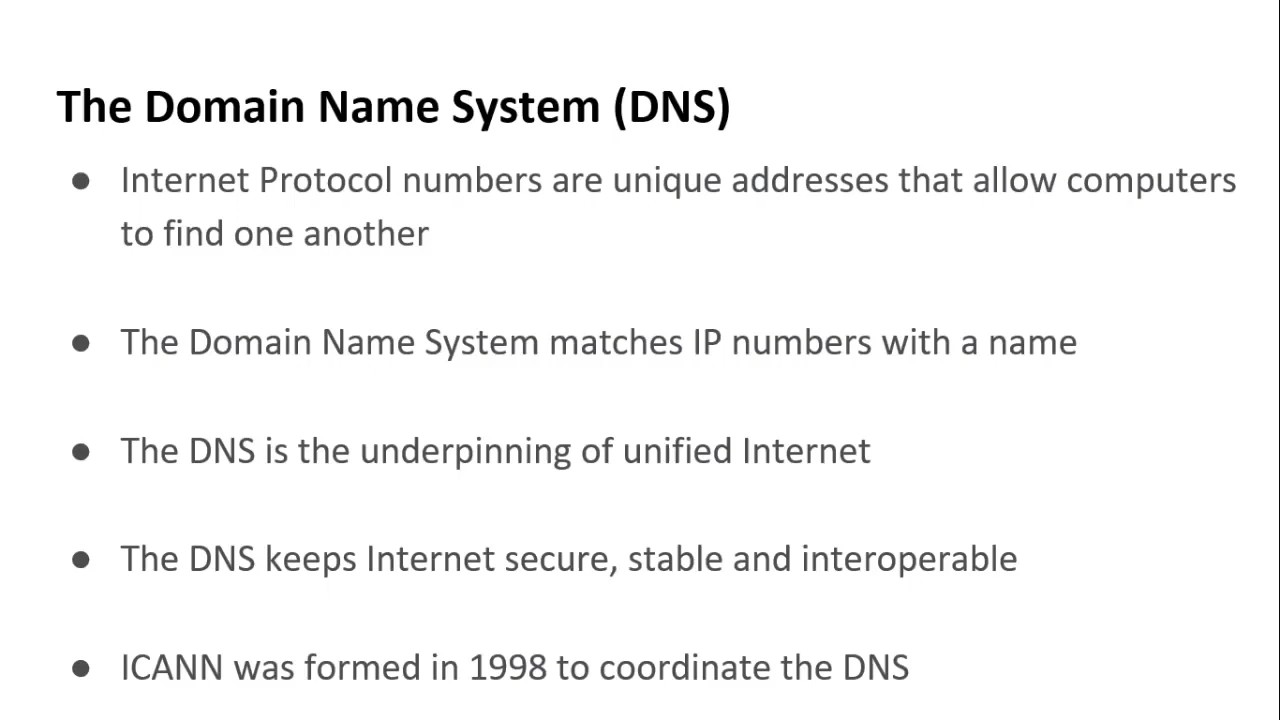 The Domain Name System (DNS)
● Internet Protocol numbers are unique addresses that allow computers
to find one another
● The Domain Name System matches IP numbers with a name
● The DNS is the underpinning of unified Internet
● The DNS keeps Internet secure, stable and interoperable
● ICANN was formed in 1998 to coordinate the DNS